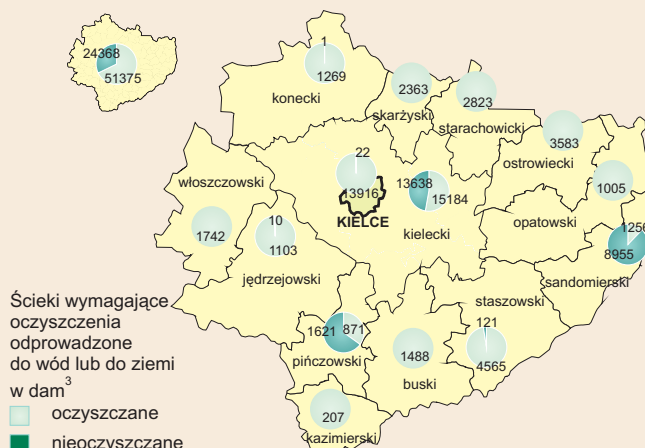 24368
51375
1
1269
konecki
2363
skarżyski
2823
starachowicki
3583
ostrowiecki
1005
opatowski
włoszczowski
1742
22
13916
KIELCE
13638
15184
kielecki
10
1103
jędrzejowski
1256
8955
sandomierski
staszowski
121
4565
1621 871
pińczowski
1488
buski
207
kazimierski
Ścieki wymagające
oczyszczenia
odprowadzone
do wód lub do ziemi
w dam³
oczyszczane
nieoczyszczane